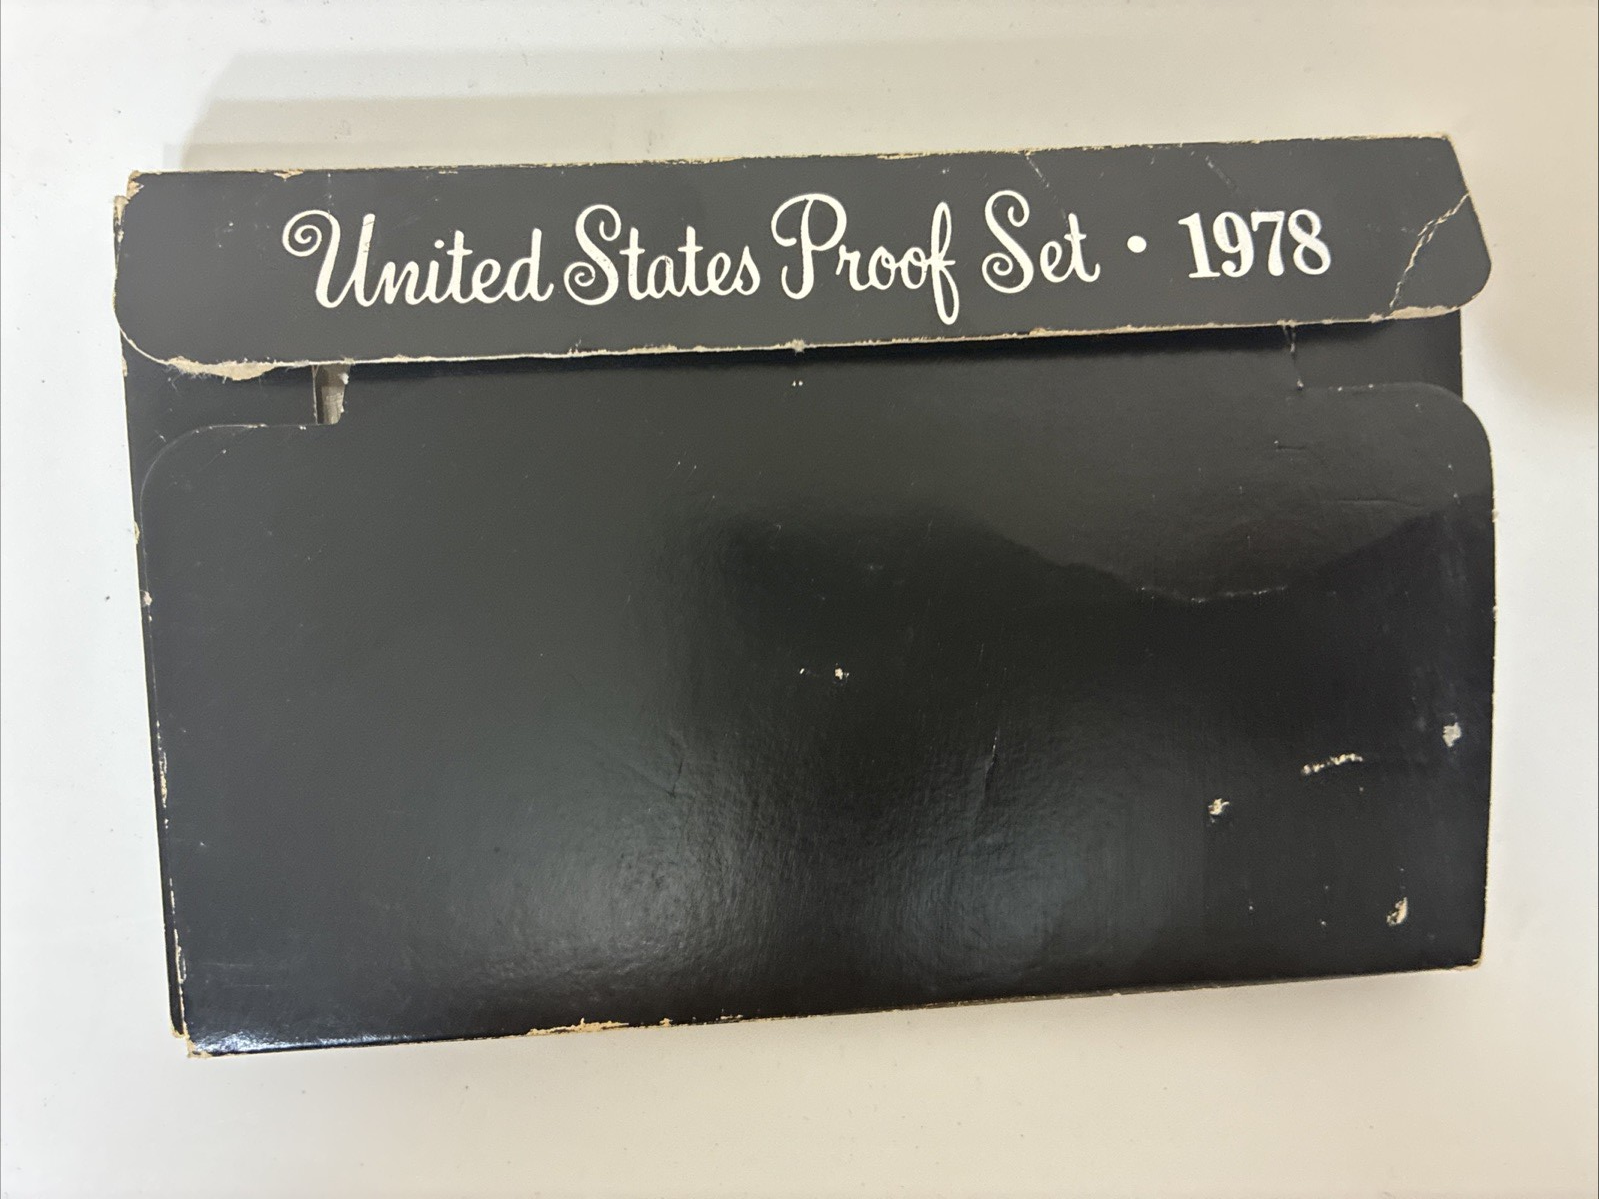 United States Proof Set • 1978